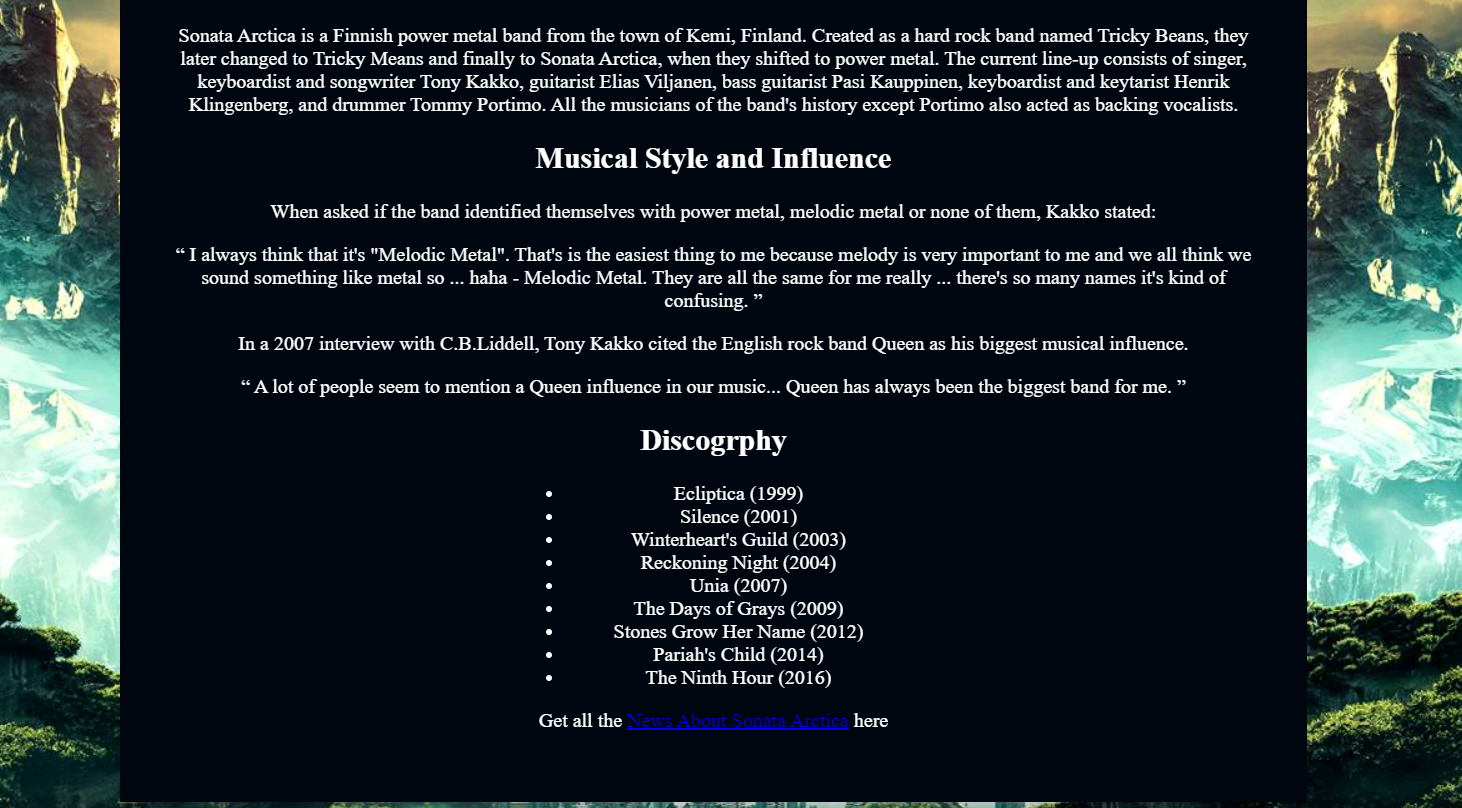 Sonata Arctica is a Finnish power metal band from the town of Kemi, Finland. Created as a hard rock band named Tricky Beans, they
later changed to Tricky Means and finally to Sonata Arctica, when they shifted to power metal. The current line-up consists of singer,
keyboardist and songwriter Tony Kakko, guitarist Elias Viljanen, bass guitarist Pasi Kauppinen, keyboardist and keytarist Henrik
Klingenberg, and drummer Tommy Portimo. All the musicians of the band's history except Portimo also acted as backing vocalists.
Musical Style and Influence
When asked if the band identified themselves with power metal, melodic metal or none of them, Kakko stated:
“ I always think that it's "Melodic Metal". That's is the easiest thing to me because melody is very important to me and we all think we
sound something like metal so ... haha - Melodic Metal. They are all the same for me really ... there's so many names it's kind of
confusing. ”
In a 2007 interview with C.B.Liddell, Tony Kakko cited the English rock band Queen as his biggest musical influence.
“ A lot of people seem to mention a Queen influence in our music... Queen has always been the biggest band for me. ”
Discogrphy
• Ecliptica (1999)
• Silence (2001)
• Winterheart's Guild (2003)
• Reckoning Night (2004)
• Unia (2007)
• The Days of Grays (2009)
• Stones Grow Her Name (2012)
• Pariah's Child (2014)
• The Ninth Hour (2016)
Get all the News About Sonata Arctica here